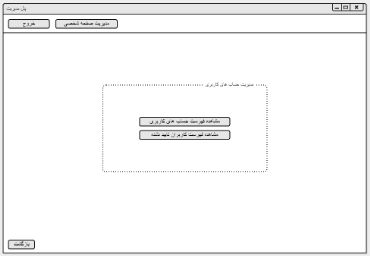 پنل مدیریت
مدیریت صفحه شخصی
خروج
مدیریت حساب های کاربری
مشاهده فهرست حساب های کاربری
مشاهده فهرست کاربران تایید نشده
بازگشت